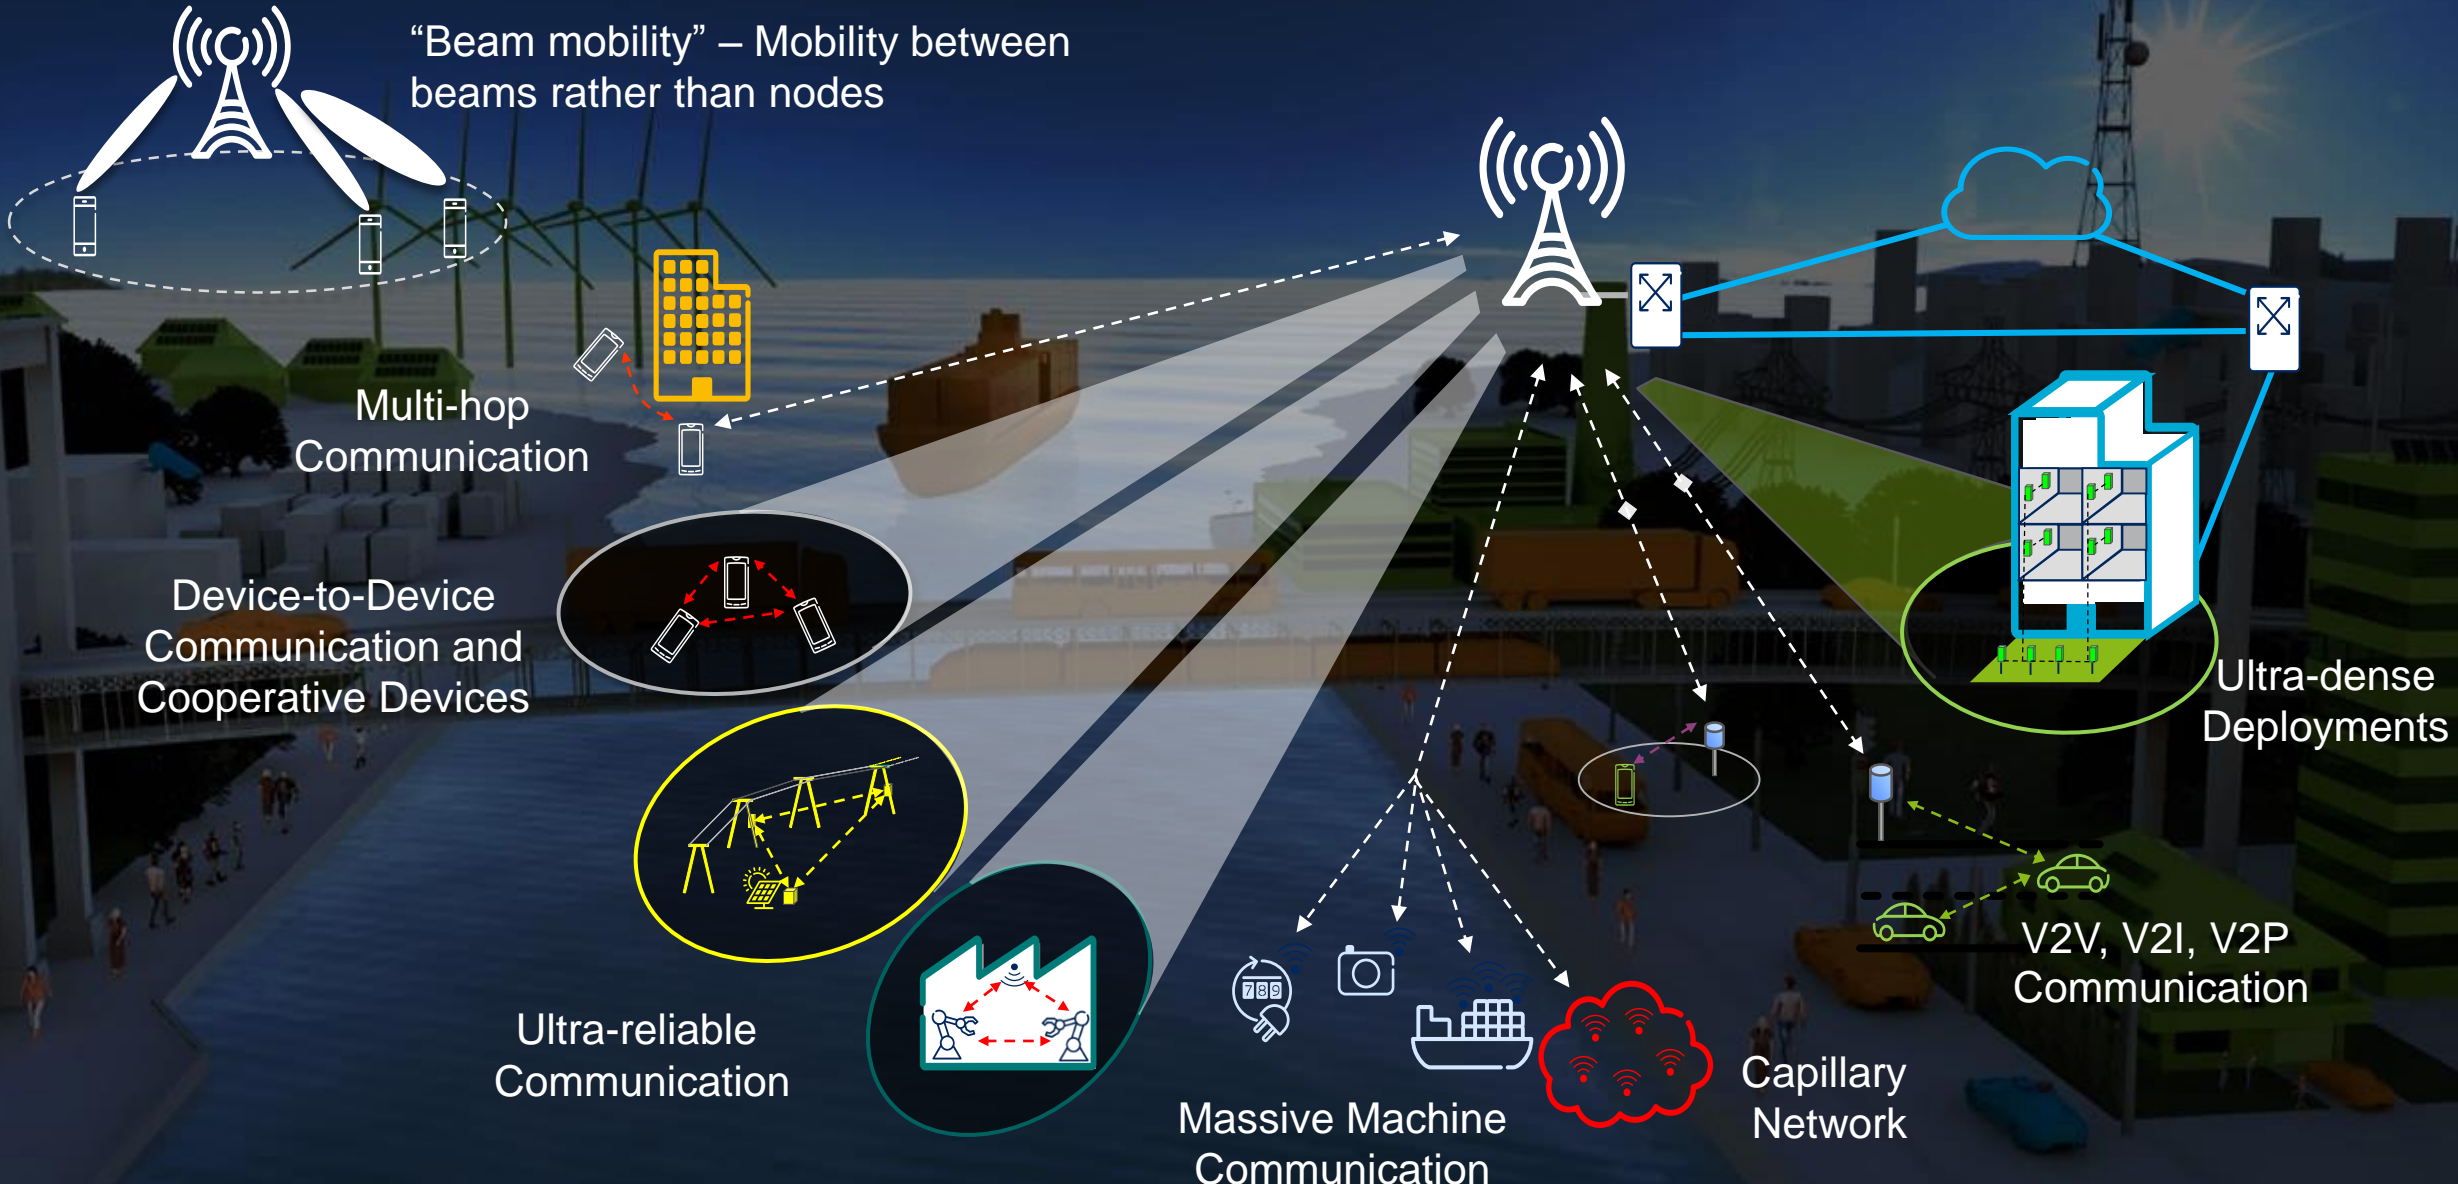 “Beam mobility” – Mobility between
beams rather than nodes
Multi-hop
Communication
Device-to-Device
Communication and
Cooperative Devices
Ultra-dense
Deployments
V2V, V2I, V2P
Communication
Ultra-reliable
Communication
789
Capillary
Network
Massive Machine
Communication